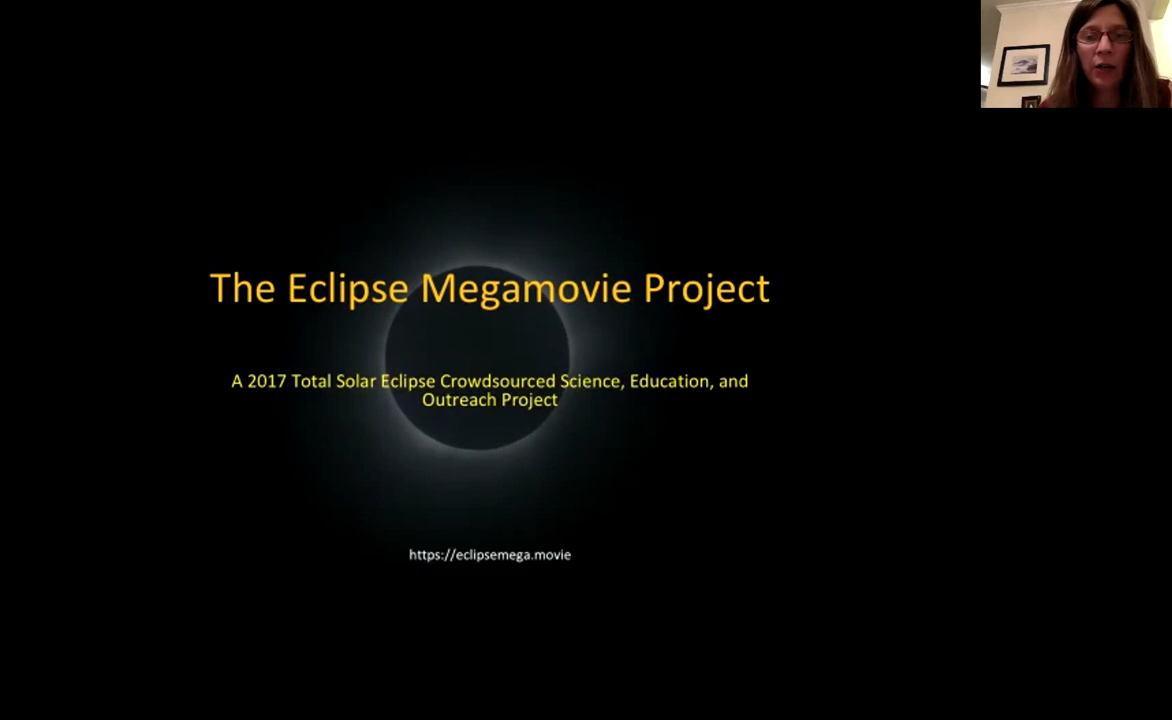 The Eclipse Megamovie Project
A 2017 Total Solar Eclipse Crowdsourced Science, Education, and
Outreach Project
https://eclipsemega.movie